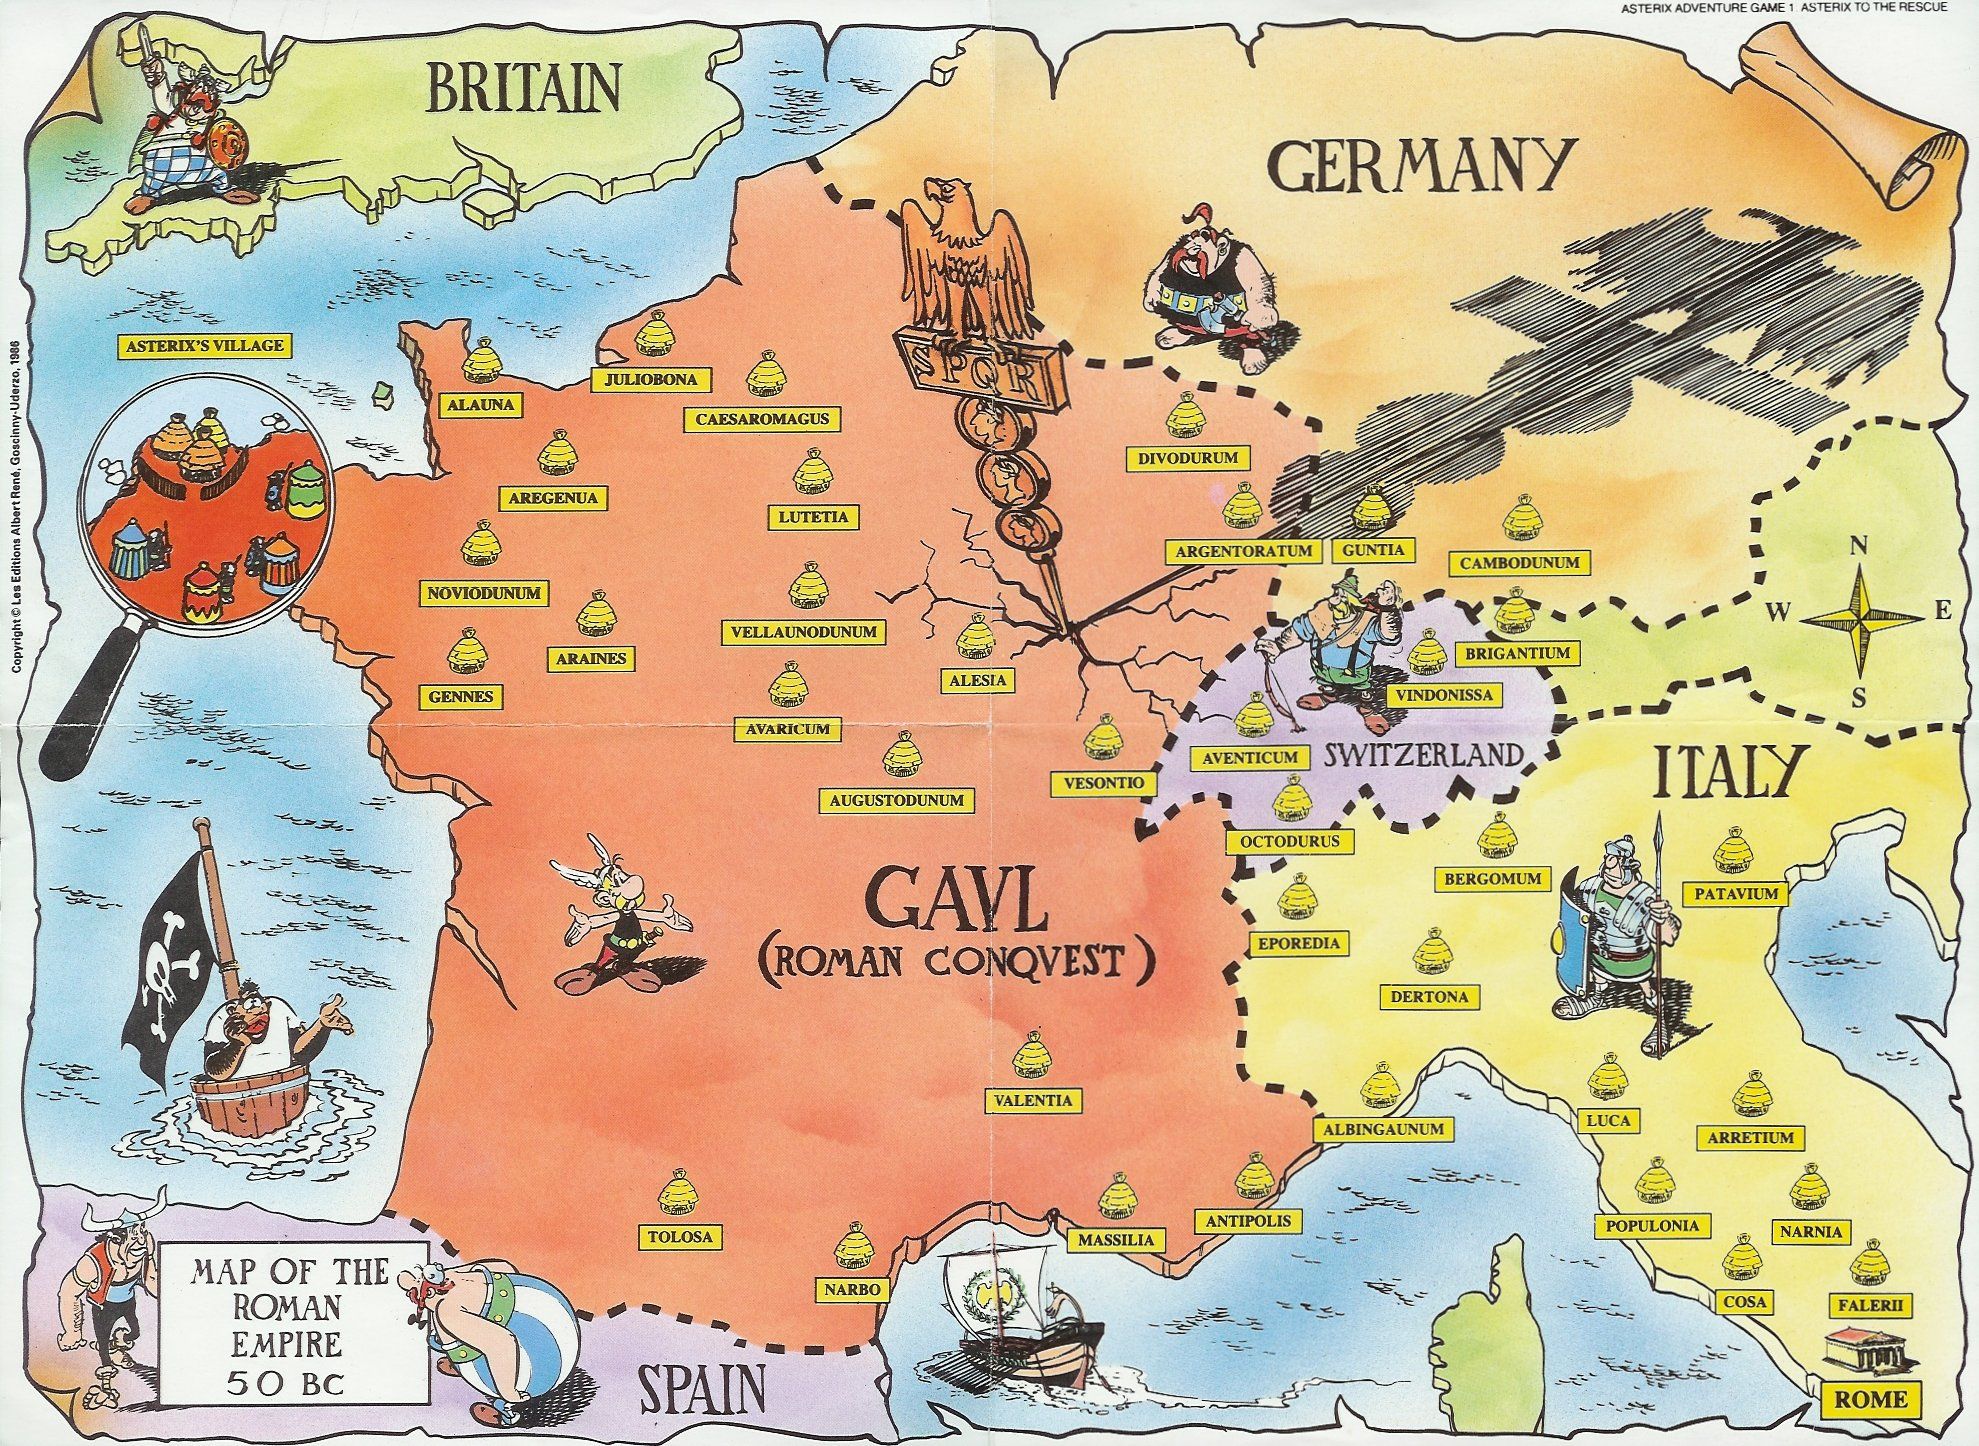 ASTERIX ADVENTURE GAME 1 ASTERIX TO THE RESCUE
BRITAIN
GERMANY
SPQR
ASTERIX'S VILLAGE
Copyright © Les Editions Albert René, Goscinny-Uderzo, 1986
ALAUNA
JULIOBONA
CAESAROMAGUS
DIVODURUM
AREGENUA
LUTETIA
ARGENTORATUM
GUNTIA
CAMBODUNUM
N
W
E
S
NOVIODUNUM
VELLAUNODUNUM
ARAINES
BRIGANTIUM
GENNES
ALESIA
VINDONISSA
AVARICUM
AVENTICUM
SWITZERLAND
ITALY
VESONTIO
AUGUSTODUNUM
OCTODURUS
BERGOMUM
PATAVIUM
GAVL
(ROMAN CONQVEST)
EPOREDIA
DERTONA
VALENTIA
ALBINGAUNUM
LUCA
ARRETIUM
TOLOSA
MASSILIA
ANTIPOLIS
POPULONIA
NARNIA
NARBO
COSA
FALERII
ROME
MAP OF THE
ROMAN
EMPIRE
50 BC
SPAIN